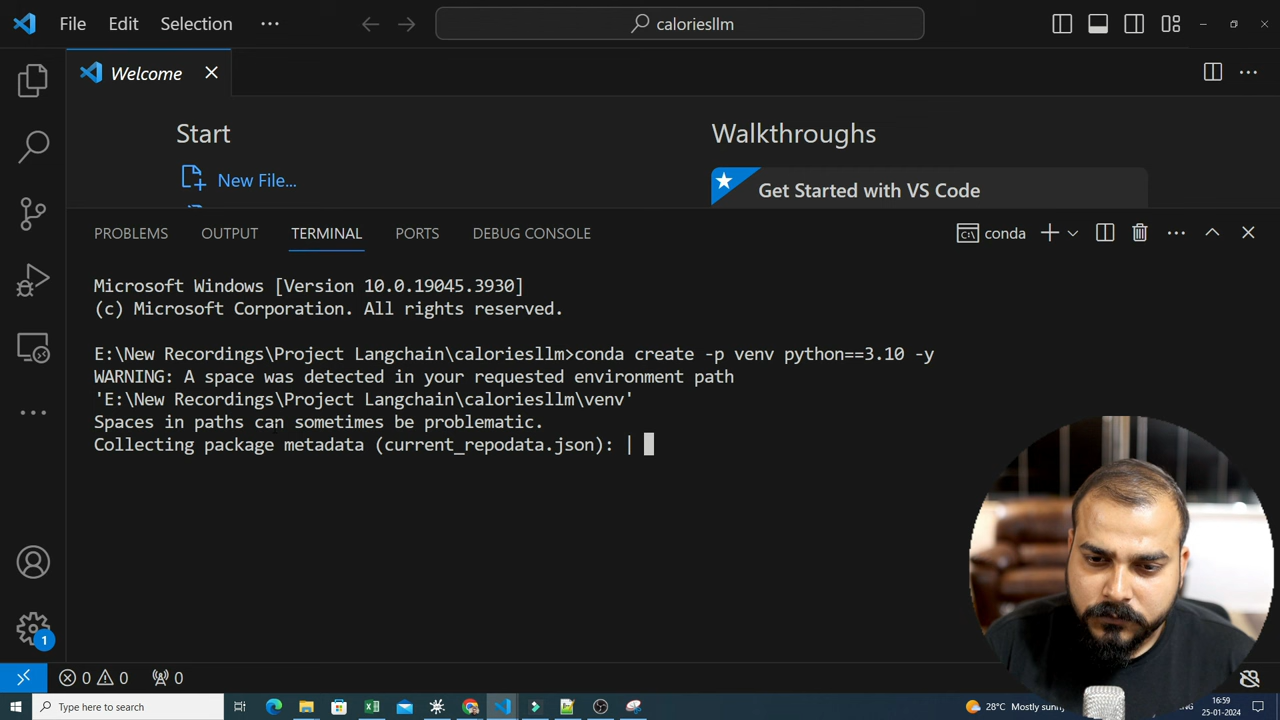 File Edit Selection ··· caloriesllm
Welcome
Start
Walkthroughs
New File...
Get Started with VS Code
PROBLEMS OUTPUT TERMINAL PORTS DEBUG CONSOLE conda
Microsoft Windows [Version 10.0.19045.3930]
(c) Microsoft Corporation. All rights reserved.
E:\New Recordings\Project Langchain\caloriesllm>conda create -p venv python==3.10 -y
WARNING: A space was detected in your requested environment path
'E:\New Recordings\Project Langchain\caloriesllm\venv'
Spaces in paths can sometimes be problematic.
Collecting package metadata (current_repodata.json): |
1
0 0 0
Type here to search
28°C Mostly sunny
16:59
25-01-2024